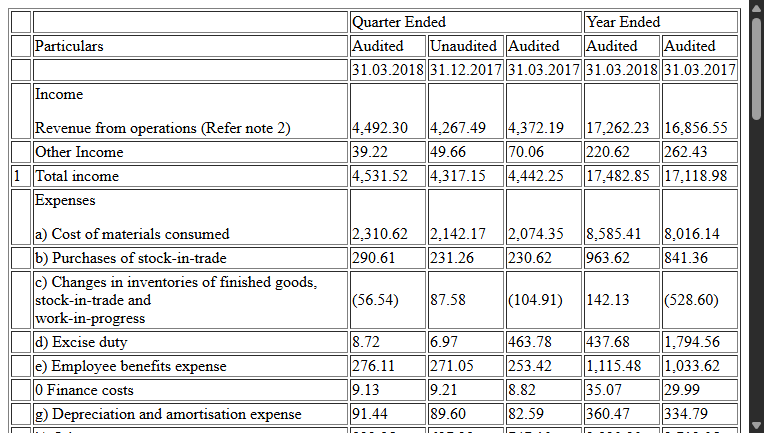 Quarter Ended Year Ended
Particulars Audited Unaudited Audited Audited Audited
31.03.2018 31.12.2017 31.03.2017 31.03.2018 31.03.2017
Income
Revenue from operations (Refer note 2) 4,492.30 4,267.49 4,372.19 17,262.23 16,856.55
Other Income 39.22 49.66 70.06 220.62 262.43
1 Total income 4,531.52 4,317.15 4,442.25 17,482.85 17,118.98
Expenses
a) Cost of materials consumed 2,310.62 2,142.17 2,074.35 8,585.41 8,016.14
b) Purchases of stock-in-trade 290.61 231.26 230.62 963.62 841.36
c) Changes in inventories of finished goods,
stock-in-trade and (56.54) 87.58 (104.91) 142.13 (528.60)
work-in-progress
d) Excise duty 8.72 6.97 463.78 437.68 1,794.56
e) Employee benefits expense 276.11 271.05 253.42 1,115.48 1,033.62
0 Finance costs 9.13 9.21 8.82 35.07 29.99
g) Depreciation and amortisation expense 91.44 89.60 82.59 360.47 334.79